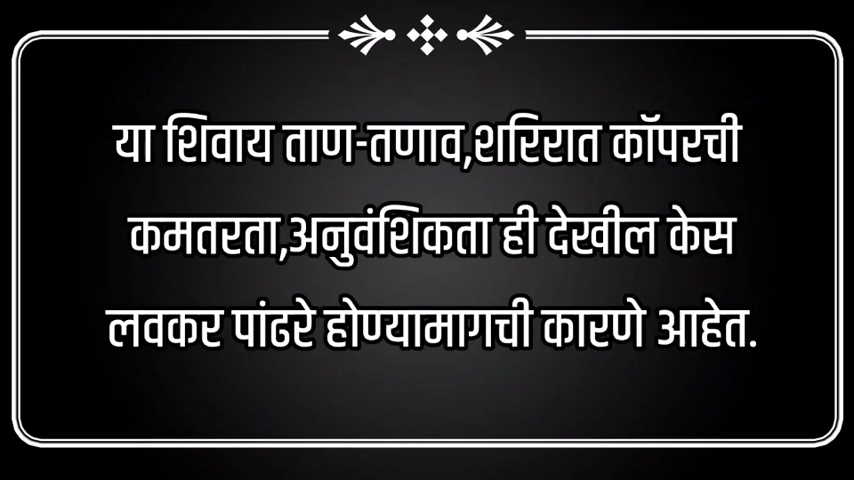 या शिवाय ताण-तणाव,शरिरात कॉपरची
कमतरता,अनुवंशिकता ही देखील केस
लवकर पांढरे होण्यामागची कारणे आहेत.